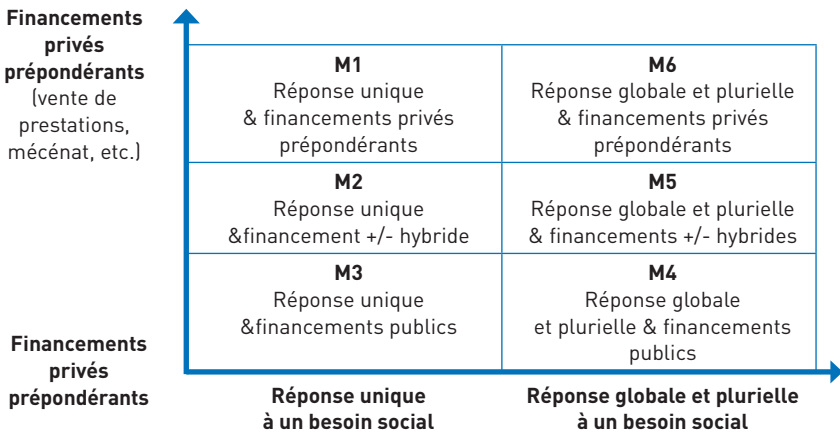 Financements
privés
prépondérants
(vente de
prestations,
mécénat, etc.)
M1
Réponse unique
& financements privés
prépondérants
M6
Réponse globale et plurielle
& financements privés
prépondérants
M2
Réponse unique
&financement +/- hybride
M5
Réponse globale et plurielle
& financements +/- hybrides
M3
Réponse unique
&financements publics
M4
Réponse globale
et plurielle & financements
publics
Financements
privés
prépondérants
Réponse unique
à un besoin social
Réponse globale et plurielle
à un besoin social